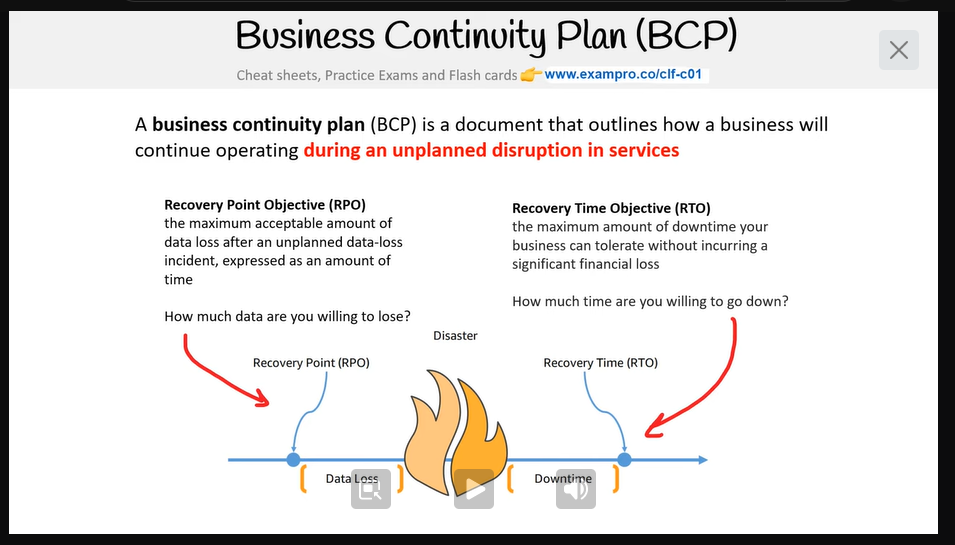 Business Continuity Plan (BCP)
Cheat sheets, Practice Exams and Flash cards 👉 www.exampro.co/clf-c01
A business continuity plan (BCP) is a document that outlines how a business will
continue operating during an unplanned disruption in services
Recovery Point Objective (RPO)
the maximum acceptable amount of
data loss after an unplanned data-loss
incident, expressed as an amount of
time
How much data are you willing to lose?
Recovery Time Objective (RTO)
the maximum amount of downtime your
business can tolerate without incurring a
significant financial loss
How much time are you willing to go down?
Disaster
Recovery Point (RPO)
Recovery Time (RTO)
Data Loss
Downtime